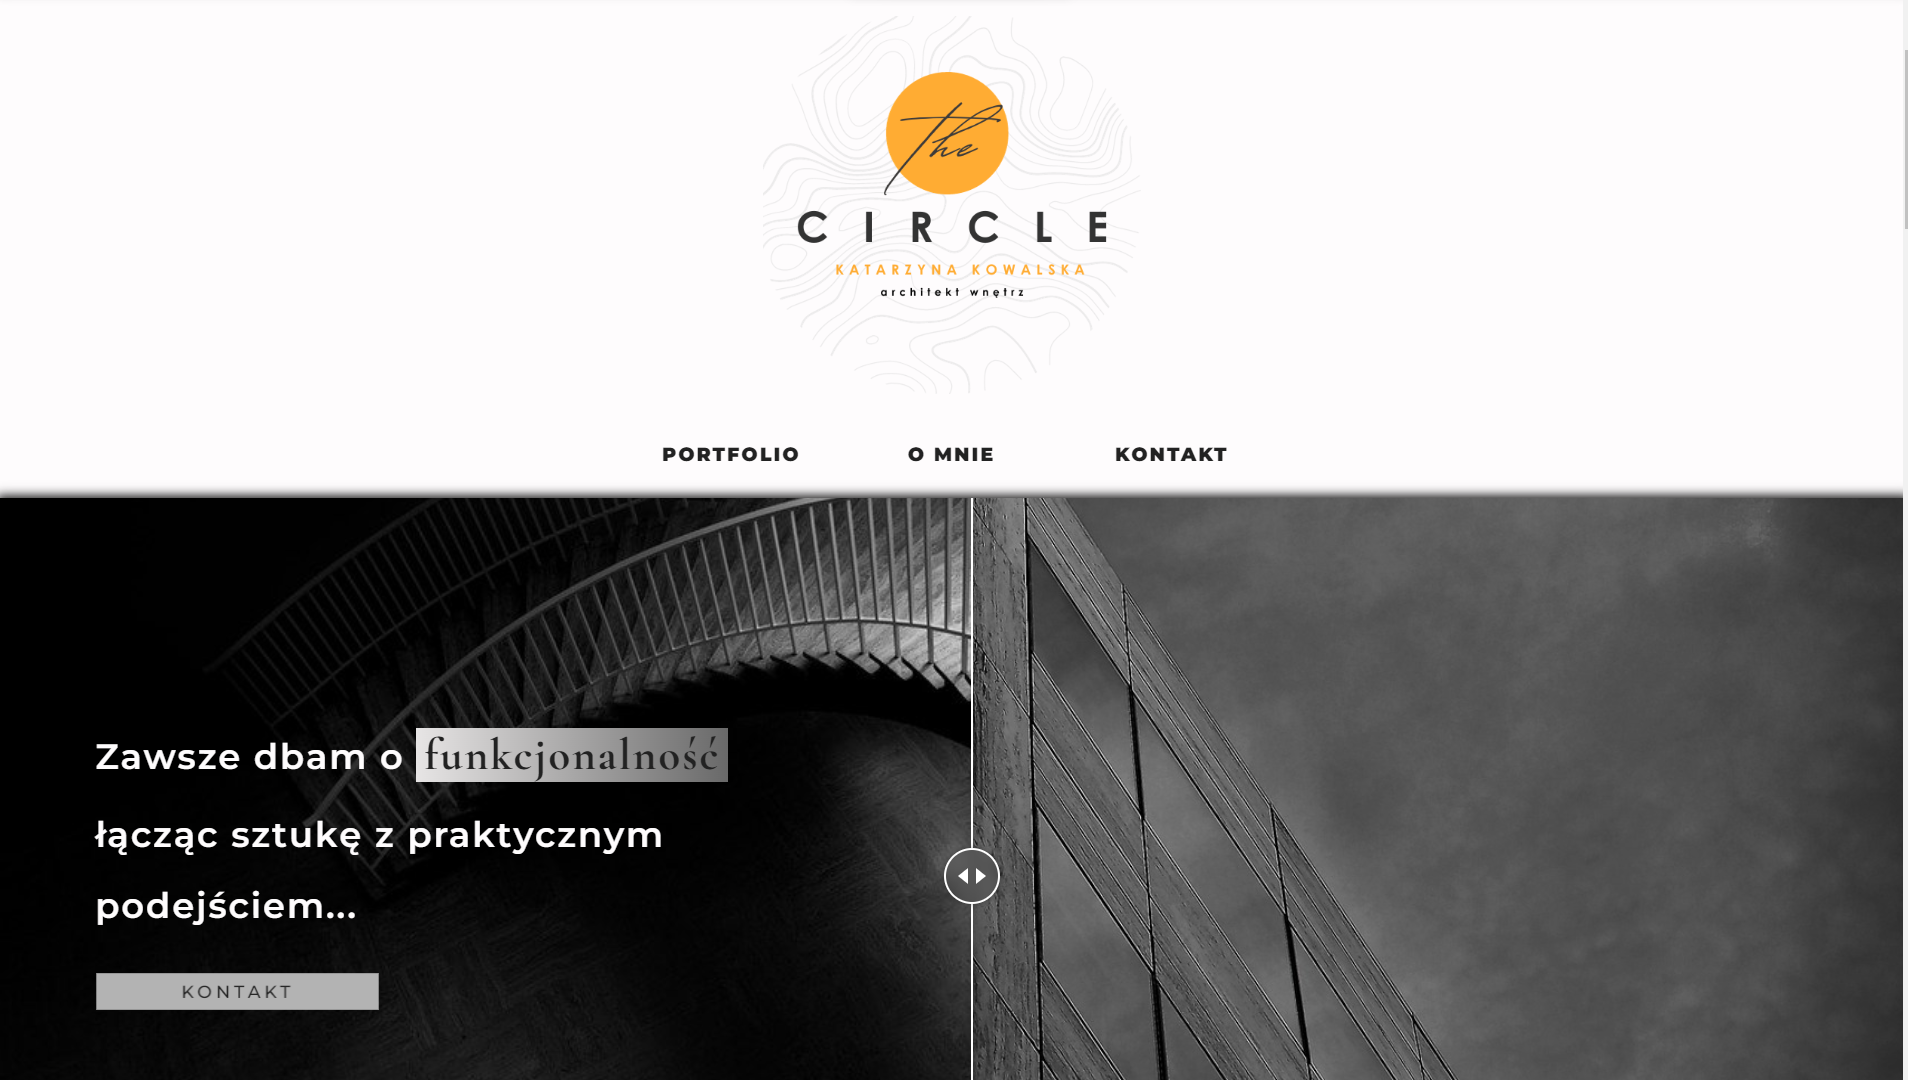 the
CIRCLE
KATARZYNA KOWALSKA
architekt wnętrz
PORTFOLIO O MNIE KONTAKT
Zawsze dbam o funkcjonalność
łącząc sztukę z praktycznym
podejściem...
KONTAKT